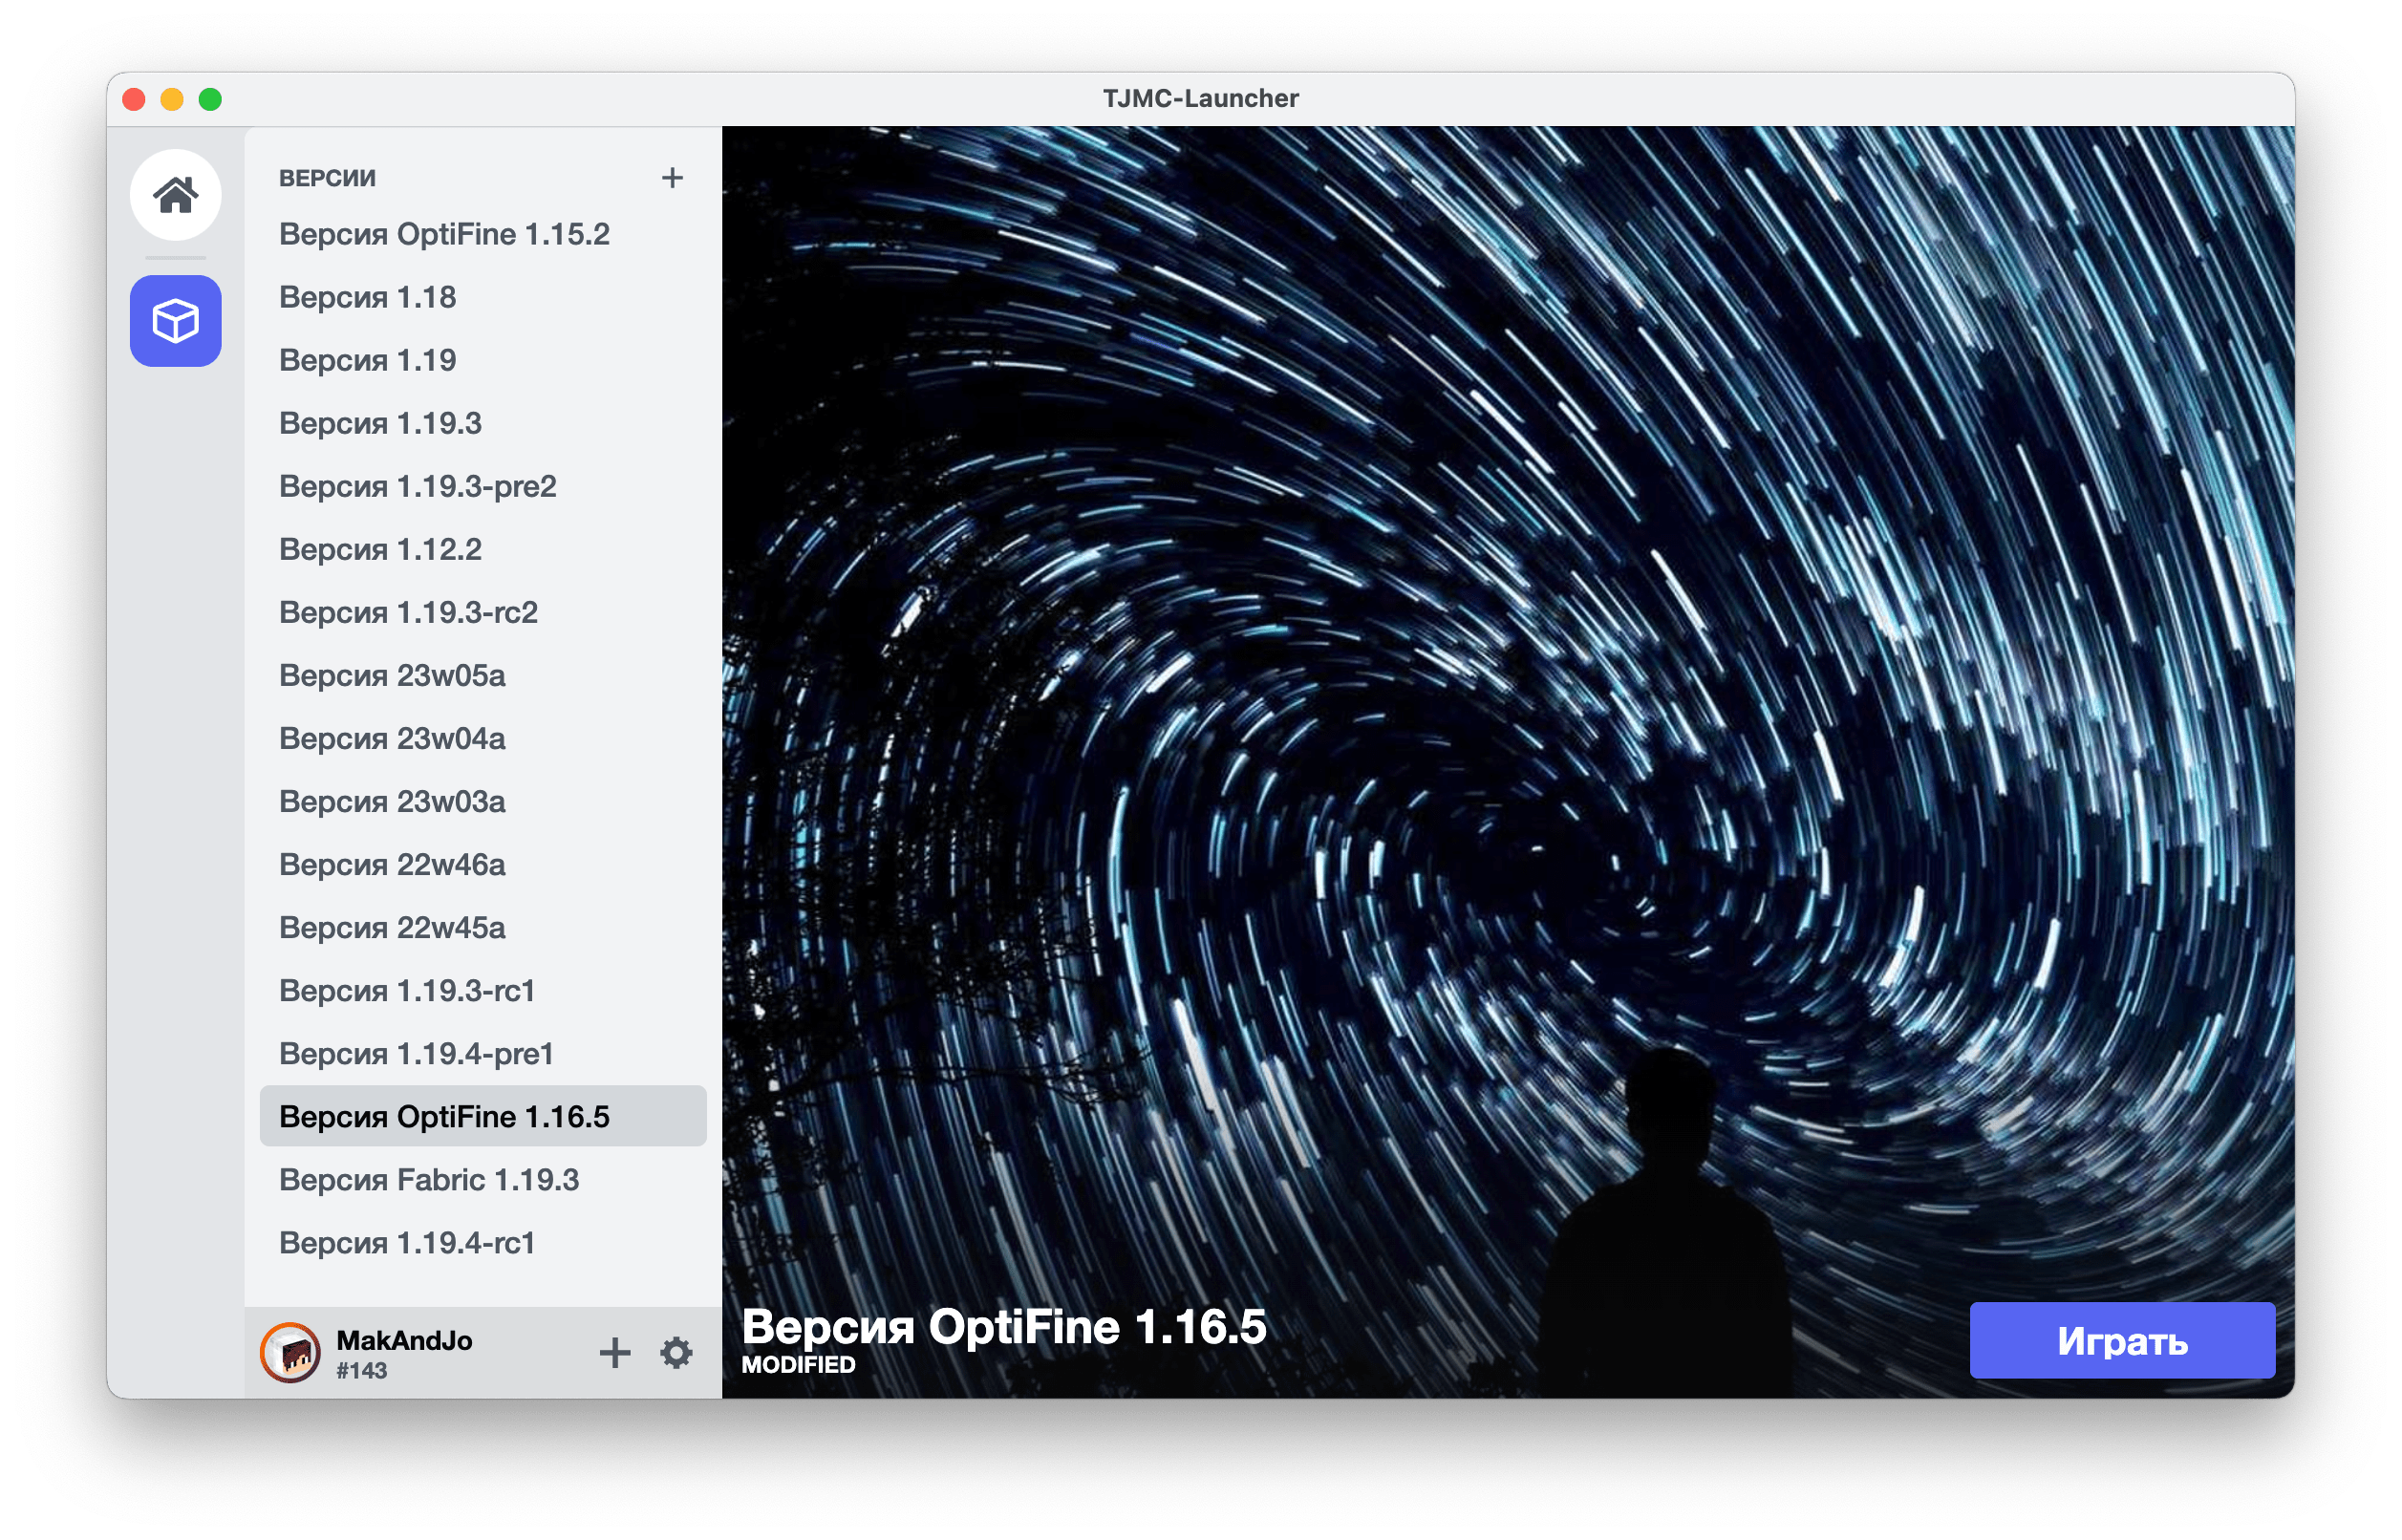 TJMC-Launcher
ВЕРСИИ
Версия OptiFine 1.15.2
Версия 1.18
Версия 1.19
Версия 1.19.3
Версия 1.19.3-pre2
Версия 1.12.2
Версия 1.19.3-rc2
Версия 23w05a
Версия 23w04a
Версия 23w03a
Версия 22w46a
Версия 22w45a
Версия 1.19.3-rc1
Версия 1.19.4-pre1
Версия OptiFine 1.16.5
Версия Fabric 1.19.3
Версия 1.19.4-rc1
MakAndJo
#143
Версия OptiFine 1.16.5
MODIFIED
Играть